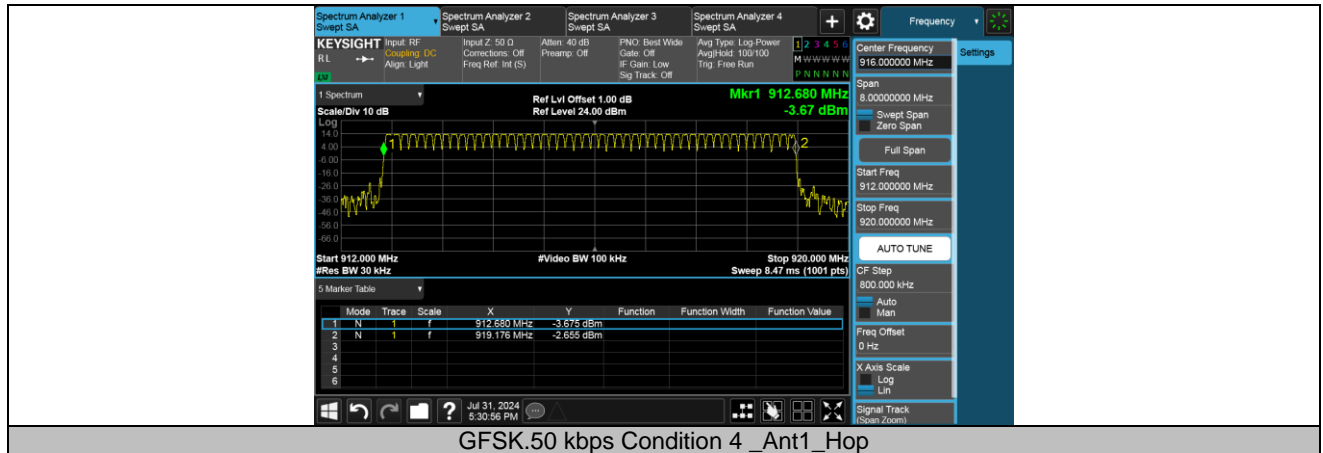 Spectrum Analyzer 1
Swept SA
Spectrum Analyzer 2
Swept SA
Spectrum Analyzer 3
Swept SA
Spectrum Analyzer 4
Swept SA
+
Frequency
KEYSIGHT
RL
LXI
Input: RF
Coupling: DC
Align: Light
Input Z: 50 Ω
Corrections: Off
Freq Ref: Int (S)
Atten: 40 dB
Preamp: Off
PNO: Best Wide
Gate: Off
IF Gain: Low
Sig Track: Off
Avg Type: Log-Power
Avg|Hold: 100/100
Trig: Free Run
1 2 3 4 5 6
M W W W W W
P N N N N N
Center Frequency
916.000000 MHz
Settings
Span
8.00000000 MHz
Swept Span
Zero Span
Full Span
Start Freq
912.000000 MHz
Stop Freq
920.000000 MHz
AUTO TUNE
CF Step
800.000 kHz
Auto
Man
Freq Offset
0 Hz
X Axis Scale
Log
Lin
Signal Track
(Span Zoom)
1 Spectrum
Scale/Div 10 dB
Ref Lvl Offset 1.00 dB
Ref Level 24.00 dBm
Mkr1 912.680 MHz
-3.67 dBm
Log
14.0
4.00
-6.00
-16.0
-26.0
-36.0
-46.0
-56.0
-66.0
1
2
Start 912.000 MHz
#Video BW 100 kHz
Stop 920.000 MHz
#Res BW 30 kHz
Sweep 8.47 ms (1001 pts)
5 Marker Table
Mode Trace Scale X Y Function Function Width Function Value
1 N 1 f 912.680 MHz -3.675 dBm
2 N 1 f 919.176 MHz -2.655 dBm
3
4
5
6
?
Jul 31, 2024
5:30:56 PM
GFSK.50 kbps Condition 4 _Ant1_Hop